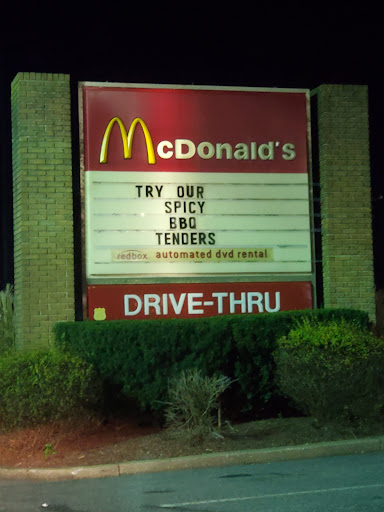 McDonald's
TRY OUR
SPICY
BBQ
TENDERS
redbox automated dvd rental
DRIVE-THRU